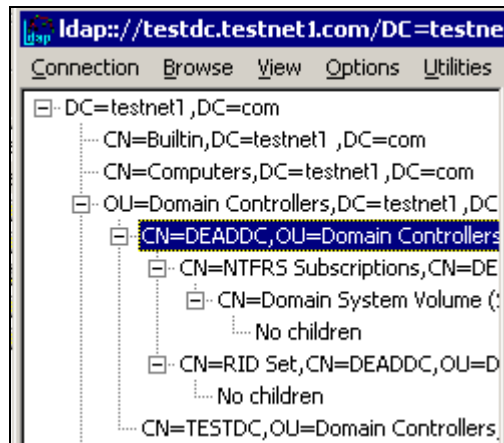 ldap ldap://testdc.testnet1.com/DC=testne
Connection Browse View Options Utilities
DC=testnet1,DC=com
CN=Builtin,DC=testnet1,DC=com
CN=Computers,DC=testnet1,DC=com
OU=Domain Controllers,DC=testnet1,DC
CN=DEADDC,OU=Domain Controllers
CN=NTFRS Subscriptions,CN=DE
CN=Domain System Volume (
No children
CN=RID Set,CN=DEADDC,OU=D
No children
CN=TESTDC,OU=Domain Controllers,